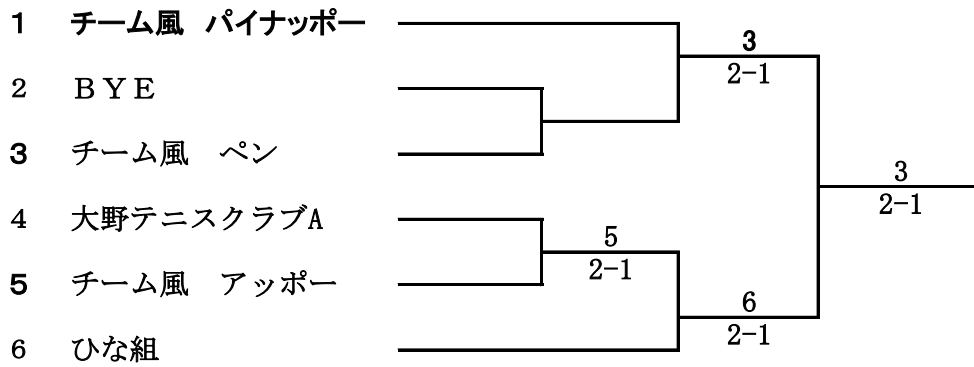 1 チーム風 パイナッポー
3
2-1
2 ＢＹＥ
3 チーム風 ペン
3
2-1
4 大野テニスクラブA
5
2-1
5 チーム風 アッポー
6
2-1
6 ひな組